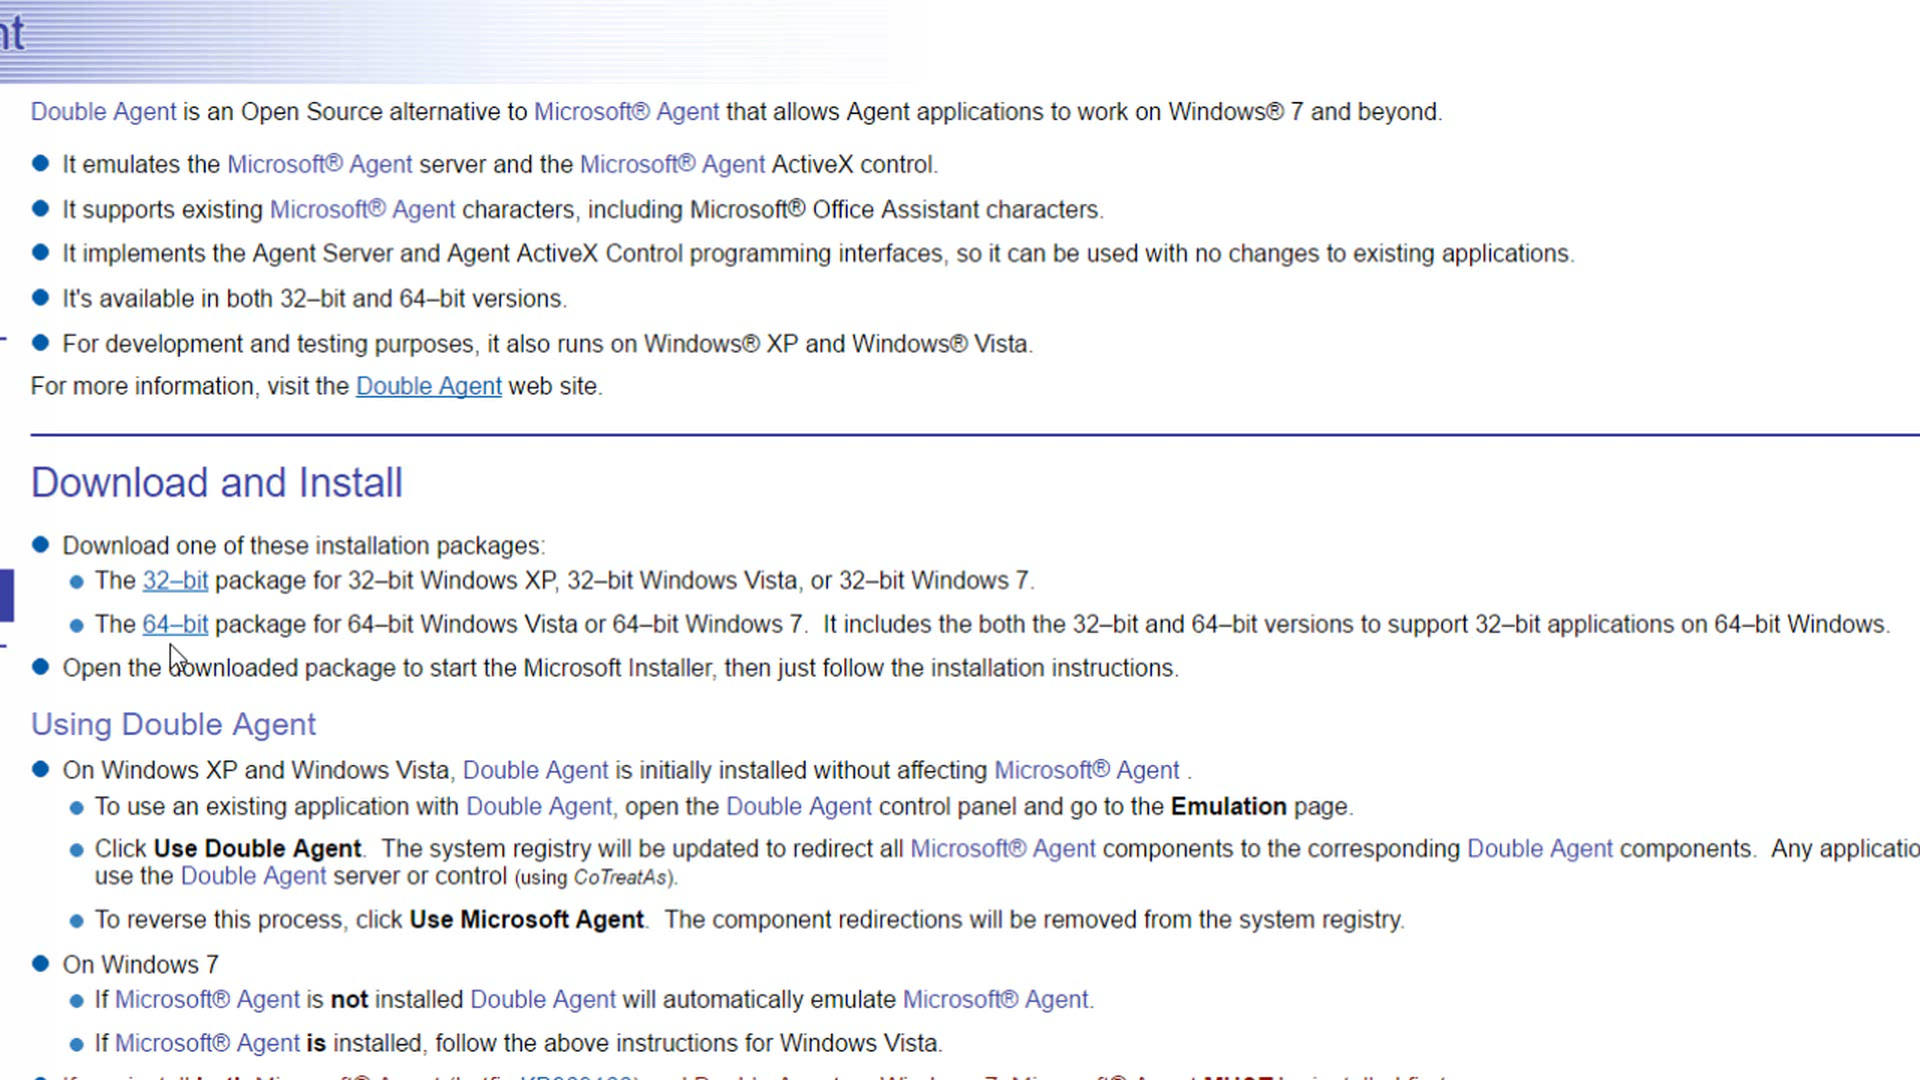 nt
Double Agent is an Open Source alternative to Microsoft® Agent that allows Agent applications to work on Windows® 7 and beyond.
It emulates the Microsoft® Agent server and the Microsoft® Agent ActiveX control.
It supports existing Microsoft® Agent characters, including Microsoft® Office Assistant characters.
It implements the Agent Server and Agent ActiveX Control programming interfaces, so it can be used with no changes to existing applications.
It's available in both 32–bit and 64–bit versions.
For development and testing purposes, it also runs on Windows® XP and Windows® Vista.
For more information, visit the Double Agent web site.
Download and Install
Download one of these installation packages:
The 32–bit package for 32–bit Windows XP, 32–bit Windows Vista, or 32–bit Windows 7.
The 64–bit package for 64–bit Windows Vista or 64–bit Windows 7. It includes the both the 32–bit and 64–bit versions to support 32–bit applications on 64–bit Windows.
Open the downloaded package to start the Microsoft Installer, then just follow the installation instructions.
Using Double Agent
On Windows XP and Windows Vista, Double Agent is initially installed without affecting Microsoft® Agent .
To use an existing application with Double Agent, open the Double Agent control panel and go to the Emulation page.
Click Use Double Agent. The system registry will be updated to redirect all Microsoft® Agent components to the corresponding Double Agent components. Any applicatio
use the Double Agent server or control (using CoTreatAs).
To reverse this process, click Use Microsoft Agent. The component redirections will be removed from the system registry.
On Windows 7
If Microsoft® Agent is not installed Double Agent will automatically emulate Microsoft® Agent.
If Microsoft® Agent is installed, follow the above instructions for Windows Vista.